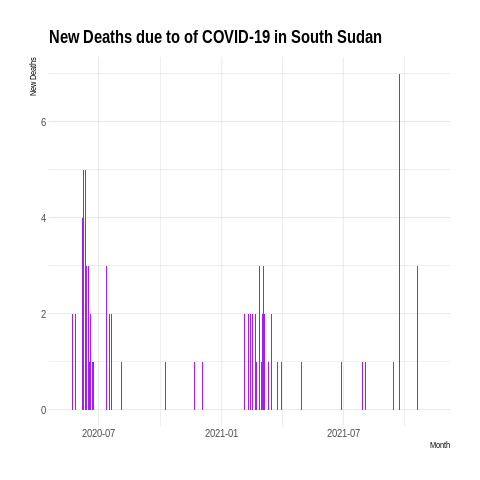 New Deaths due to of COVID-19 in South Sudan
New Deaths
6
4
2
0
2020-07 2021-01 2021-07
Month